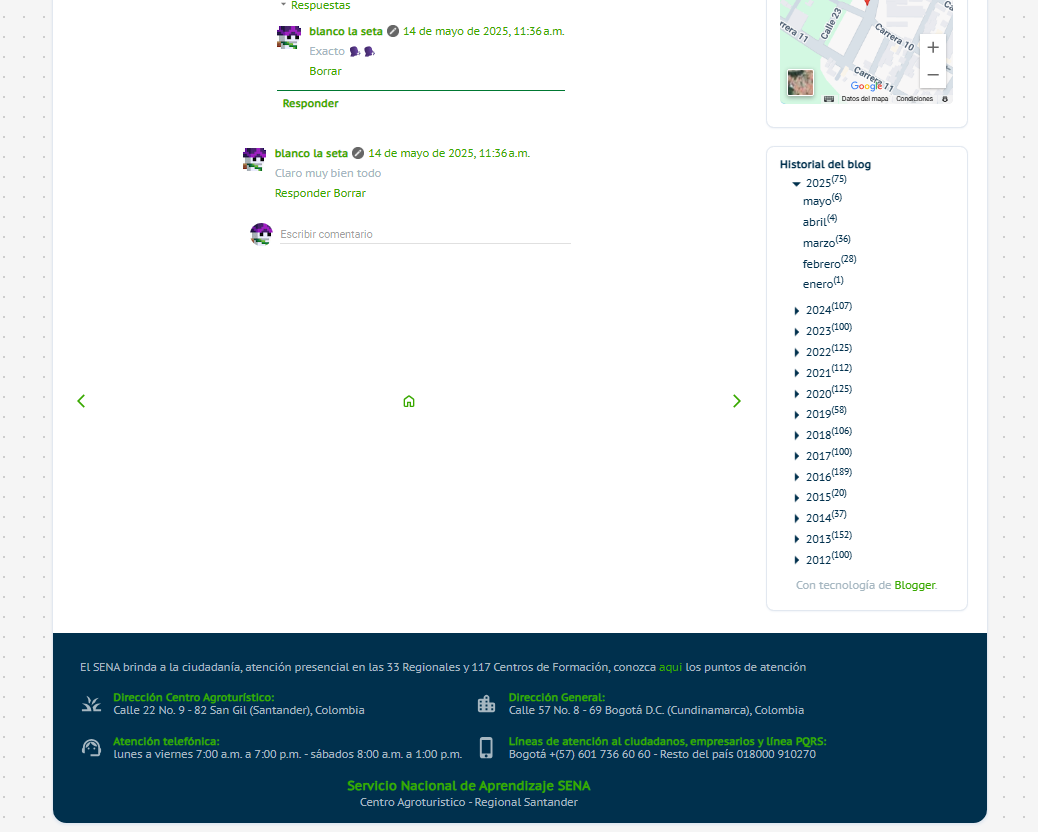 Respuestas
blanco la seta 14 de mayo de 2025, 11:36 a.m.
Exacto 🗣🗣
Borrar
Responder
blanco la seta 14 de mayo de 2025, 11:36 a.m.
Claro muy bien todo
Responder Borrar
Escribir comentario
Calle 23
Carrera 10
Carrera 11
Google
Datos del mapa Condiciones
Historial del blog
2025(75)
mayo(6)
abril(4)
marzo(36)
febrero(28)
enero(1)
2024(107)
2023(100)
2022(125)
2021(112)
2020(125)
2019(58)
2018(106)
2017(100)
2016(189)
2015(20)
2014(37)
2013(152)
2012(100)
Con tecnología de Blogger.
El SENA brinda a la ciudadanía, atención presencial en las 33 Regionales y 117 Centros de Formación, conozca aquí los puntos de atención
Dirección Centro Agroturístico:
Calle 22 No. 9 - 82 San Gil (Santander), Colombia
Dirección General:
Calle 57 No. 8 - 69 Bogotá D.C. (Cundinamarca), Colombia
Atención telefónica:
lunes a viernes 7:00 a.m. a 7:00 p.m. - sábados 8:00 a.m. a 1:00 p.m.
Líneas de atención al ciudadanos, empresarios y línea PQRS:
Bogotá +(57) 601 736 60 60 - Resto del país 018000 910270
Servicio Nacional de Aprendizaje SENA
Centro Agroturístico - Regional Santander